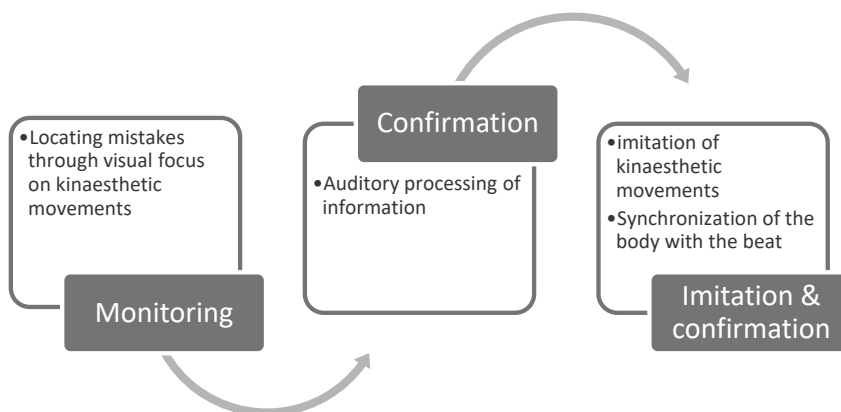 •Locating mistakes
through visual focus
on kinaesthetic
movements
Monitoring
Confirmation
•Auditory processing of
information
•imitation of
kinaesthetic
movements
•Synchronization of the
body with the beat
Imitation &
confirmation